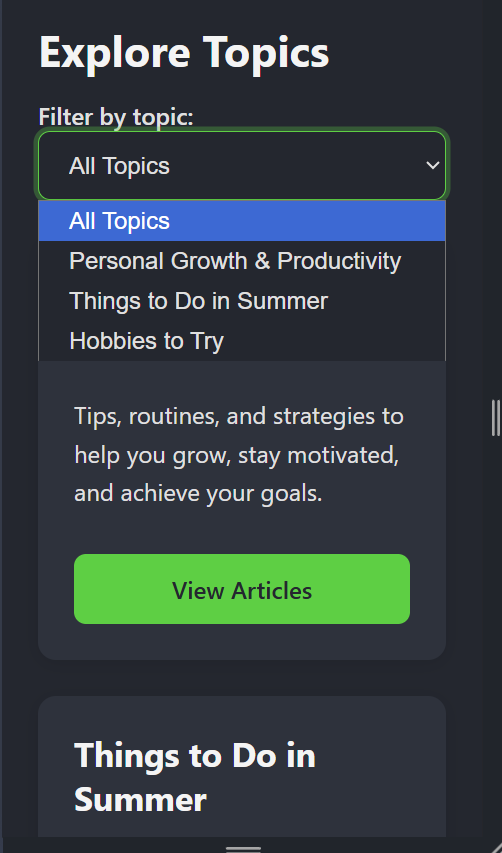 Explore Topics
Filter by topic:
All Topics
All Topics
Personal Growth & Productivity
Things to Do in Summer
Hobbies to Try
Tips, routines, and strategies to
help you grow, stay motivated,
and achieve your goals.
View Articles
Things to Do in
Summer